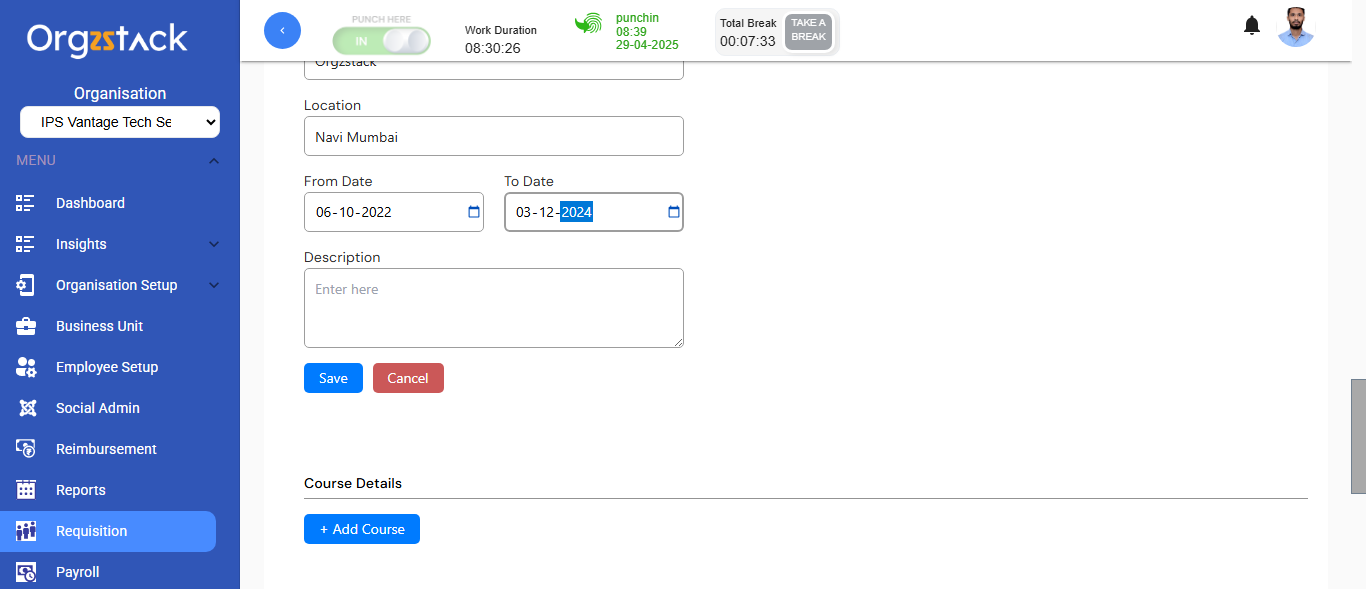 Orgzstack
Organisation
IPS Vantage Tech Se
MENU
Dashboard
Insights
Organisation Setup
Business Unit
Employee Setup
Social Admin
Reimbursement
Reports
Requisition
Payroll
PUNCH HERE
IN
Work Duration
08:30:26
punchin
08:39
29-04-2025
Total Break
00:07:33
TAKE A
BREAK
Orgzstack
Location
Navi Mumbai
From Date To Date
06-10-2022 03-12-2024
Description
Enter here
Save Cancel
Course Details
+ Add Course